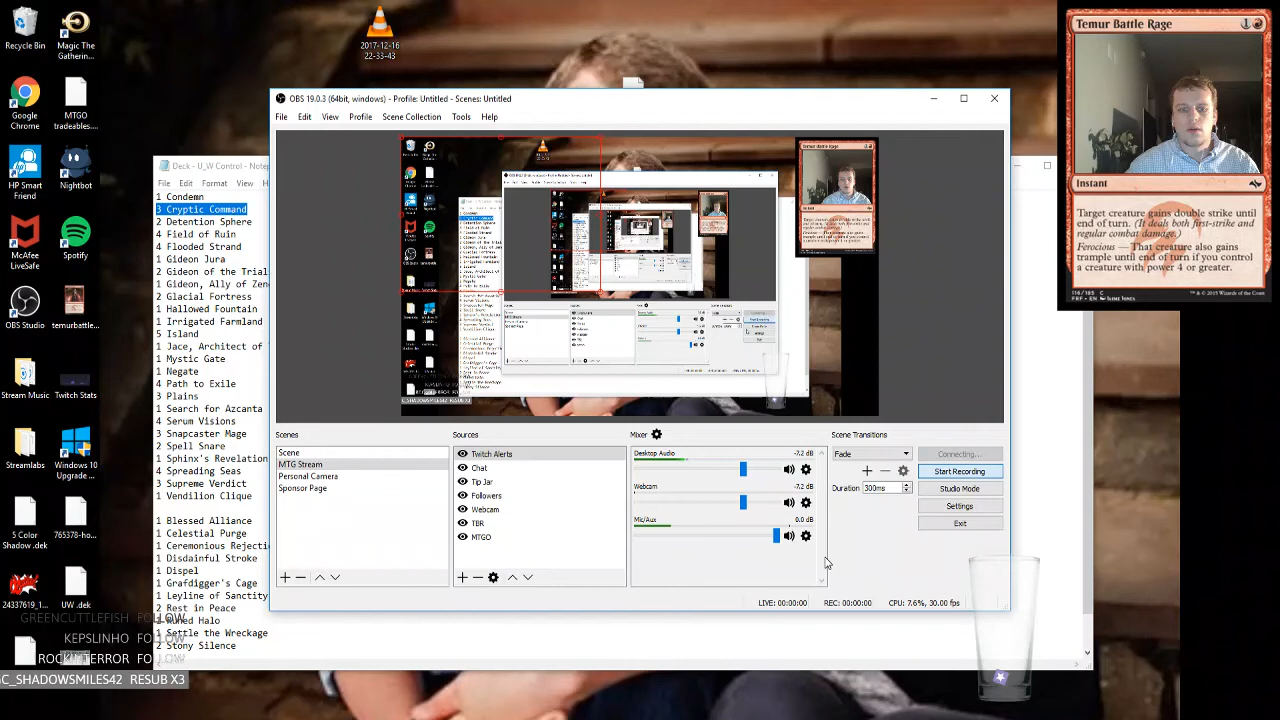 Recycle Bin
Magic The
Gatherin...
Google
Chrome
MTGO
tradeables....
HP Smart
Friend
Nightbot
McAfee
LiveSafe
Spotify
OBS Studio
temurbattle...
Stream Music
Twitch Stats
Streamlabs
Windows 10
Upgrade ...
5 Color
Shadow .dek
765378-ho...
24337619_1...
UW .dek
2017-12-16
22-33-43
GREENCUTTLEFISH FOLLOW
KEPSLINHO FOLLOW
FOLLOW
C_SHADOWSMILES42 RESUB X3
Deck - U_W Control - Notep
File Edit Format View H
1 Condemn
3 Cryptic Command
2 Detention Sphere
4 Field of Ruin
4 Flooded Strand
1 Gideon Jura
2 Gideon of the Trial
1 Gideon, Ally of Zen
2 Glacial Fortress
1 Hallowed Fountain
1 Irrigated Farmland
5 Island
1 Jace, Architect of
1 Mystic Gate
1 Negate
4 Path to Exile
3 Plains
1 Search for Azcanta
4 Serum Visions
3 Snapcaster Mage
2 Spell Snare
1 Sphinx's Revelation
4 Spreading Seas
3 Supreme Verdict
1 Vendilion Clique
1 Blessed Alliance
1 Celestial Purge
1 Ceremonious Rejecti
1 Disdainful Stroke
1 Dispel
1 Grafdigger's Cage
1 Leyline of Sanctity
2 Rest in Peace
1 Runed Halo
1 Settle the Wreckage
2 Stony Silence
OBS 19.0.3 (64bit, windows) - Profile: Untitled - Scenes: Untitled
File Edit View Profile Scene Collection Tools Help
Scenes
Scene
MTG Stream
Personal Camera
Sponsor Page
Sources
Twitch Alerts
Chat
Tip Jar
Followers
Webcam
TBR
MTGO
Mixer
Desktop Audio -7.2 dB
Webcam -7.2 dB
Mic/Aux 0.0 dB
Scene Transitions
Fade
Duration 300ms
Connecting...
Start Recording
Studio Mode
Settings
Exit
LIVE: 00:00:00 REC: 00:00:00 CPU: 7.6%, 30.00 fps
Temur Battle Rage
Instant
Target creature gains double strike until
end of turn. (It deals both first-strike and
regular combat damage.)
Ferocious — That creature also gains
trample until end of turn if you control
a creature with power 4 or greater.